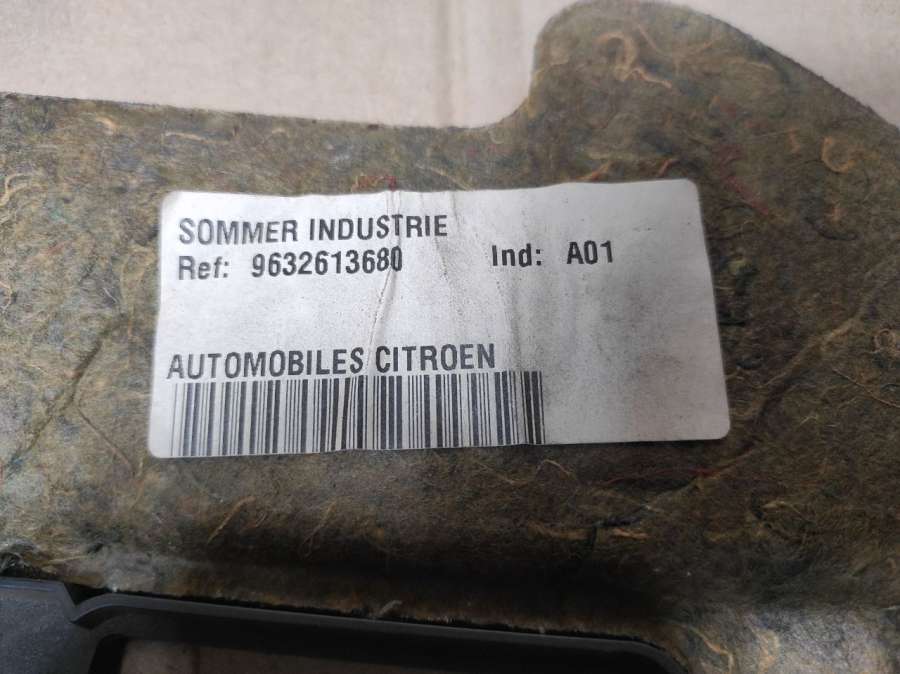 SOMMER INDUSTRIE
Ref: 9632613680 Ind: A01
AUTOMOBILES CITROEN